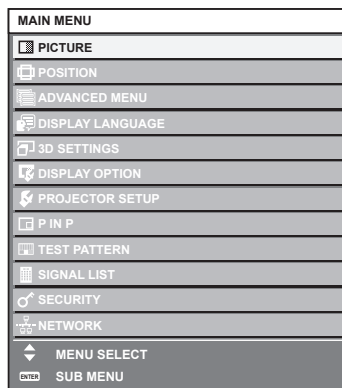 MAIN MENU
PICTURE
POSITION
ADVANCED MENU
DISPLAY LANGUAGE
3D SETTINGS
DISPLAY OPTION
PROJECTOR SETUP
P IN P
TEST PATTERN
SIGNAL LIST
SECURITY
NETWORK
MENU SELECT
ENTER SUB MENU